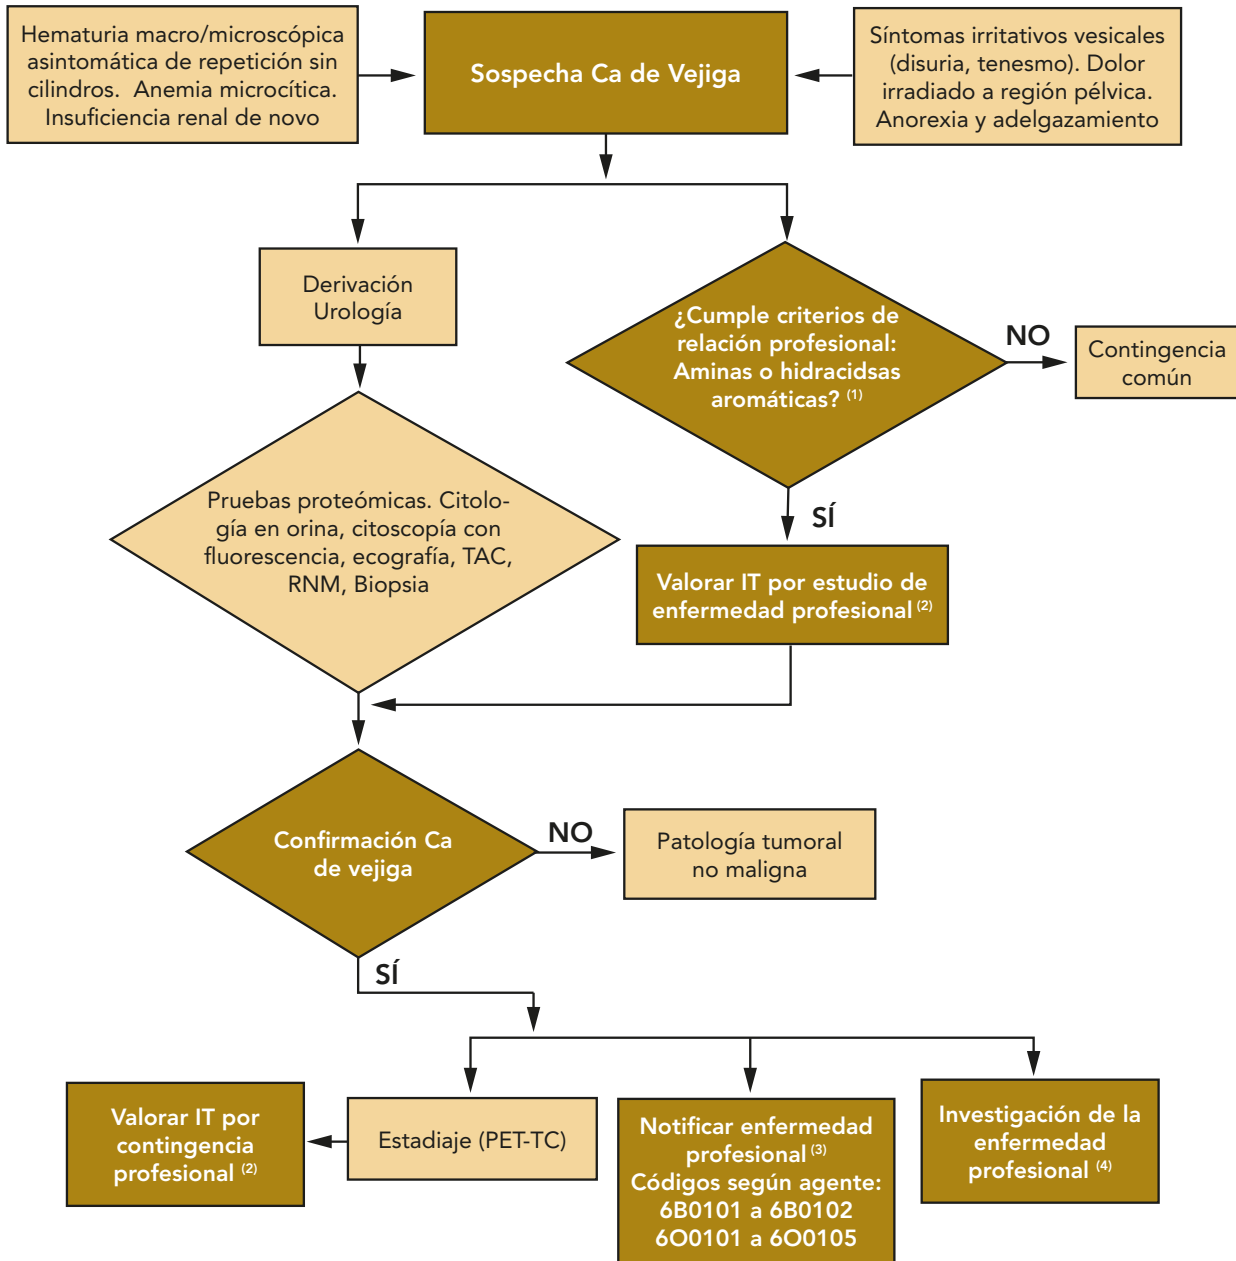 Hematuria macro/microscópica
asintomática de repetición sin
cilindros. Anemia microcítica.
Insuficiencia renal de novo
Sospecha Ca de Vejiga
Síntomas irritativos vesicales
(disuria, tenesmo). Dolor
irradiado a región pélvica.
Anorexia y adelgazamiento
Derivación
Urología
¿Cumple criterios de
relación profesional:
Aminas o hidracidsas
aromáticas? (1)
NO
Contingencia
común
SÍ
Pruebas proteómicas. Citolo-
gía en orina, citoscopía con
fluorescencia, ecografía, TAC,
RNM, Biopsia
Valorar IT por estudio de
enfermedad profesional (2)
Confirmación Ca
de vejiga
NO
Patología tumoral
no maligna
SÍ
Valorar IT por
contingencia
profesional (2)
Estadiaje (PET-TC)
Notificar enfermedad
profesional (3)
Códigos según agente:
6B0101 a 6B0102
6O0101 a 6O0105
Investigación de la
enfermedad
profesional (4)